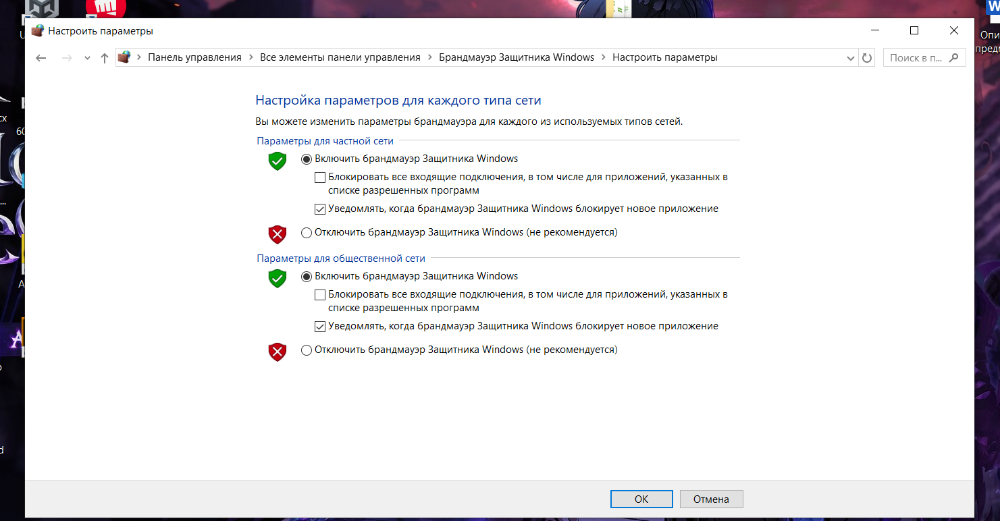 Настроить параметры
Панель управления
Все элементы панели управления
Брандмауэр Защитника Windows
Настроить параметры
Поиск в п...
Настройка параметров для каждого типа сети
Вы можете изменить параметры брандмауэра для каждого из используемых типов сетей.
Параметры для частной сети
Включить брандмауэр Защитника Windows
Блокировать все входящие подключения, в том числе для приложений, указанных в
списке разрешенных программ
Уведомлять, когда брандмауэр Защитника Windows блокирует новое приложение
Отключить брандмауэр Защитника Windows (не рекомендуется)
Параметры для общественной сети
Включить брандмауэр Защитника Windows
Блокировать все входящие подключения, в том числе для приложений, указанных в
списке разрешенных программ
Уведомлять, когда брандмауэр Защитника Windows блокирует новое приложение
Отключить брандмауэр Защитника Windows (не рекомендуется)
ОК
Отмена